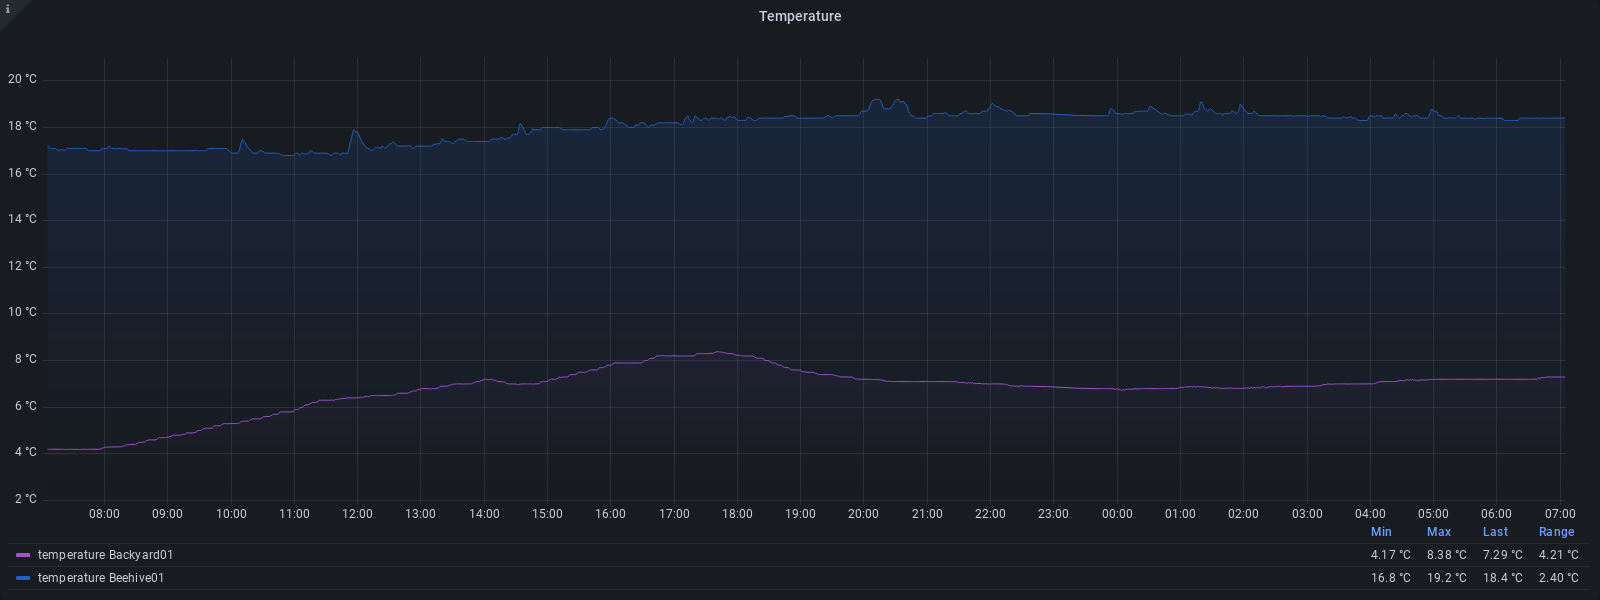 i
Temperature
20 °C
18 °C
16 °C
14 °C
12 °C
10 °C
8 °C
6 °C
4 °C
2 °C
08:00 09:00 10:00 11:00 12:00 13:00 14:00 15:00 16:00 17:00 18:00 19:00 20:00 21:00 22:00 23:00 00:00 01:00 02:00 03:00 04:00 05:00 06:00 07:00
Min Max Last Range
temperature Backyard01 4.17 °C 8.38 °C 7.29 °C 4.21 °C
temperature Beehive01 16.8 °C 19.2 °C 18.4 °C 2.40 °C